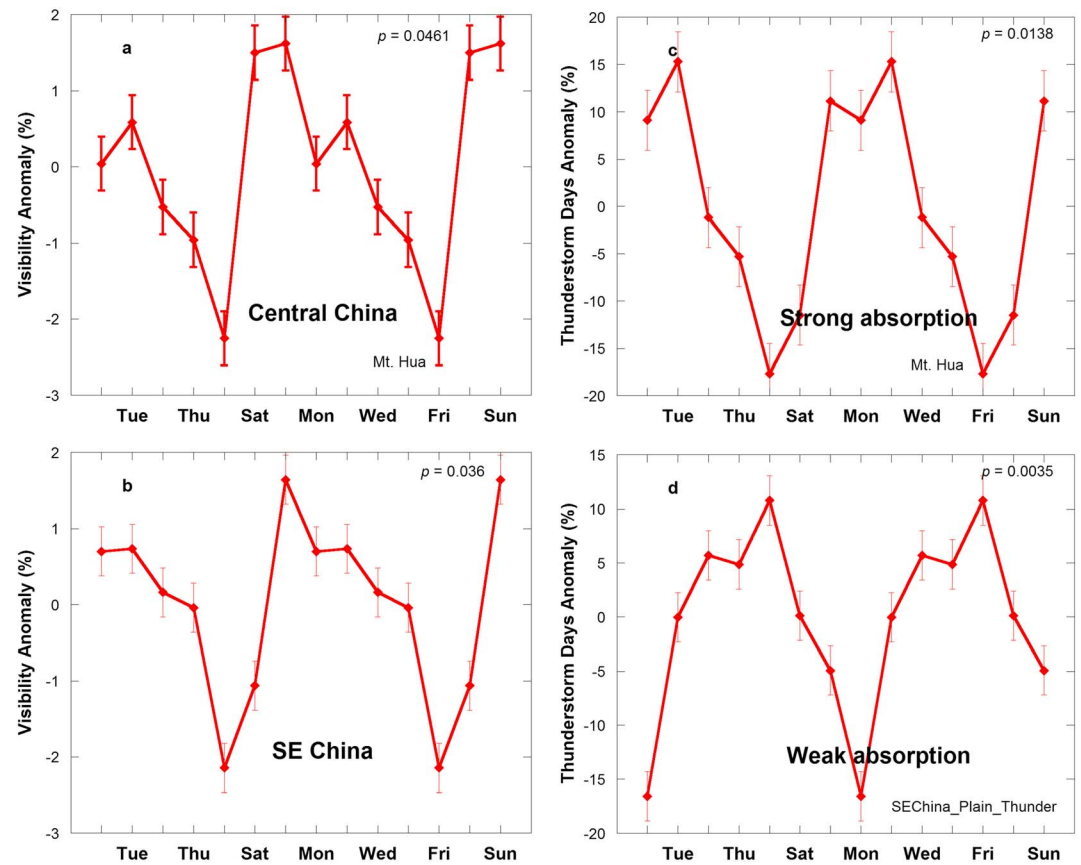 a
p = 0.0461
2
1
0
-1
-2
-3
Visibility Anomaly (%)
Central China
Mt. Hua
Tue Thu Sat Mon Wed Fri Sun
c
p = 0.0138
20
15
10
5
0
-5
-10
-15
-20
Thunderstorm Days Anomaly (%)
Strong absorption
Mt. Hua
Tue Thu Sat Mon Wed Fri Sun
b
p = 0.036
2
1
0
-1
-2
-3
Visibility Anomaly (%)
SE China
Tue Thu Sat Mon Wed Fri Sun
d
p = 0.0035
15
10
5
0
-5
-10
-15
-20
Thunderstorm Days Anomaly (%)
Weak absorption
SEChina_Plain_Thunder
Tue Thu Sat Mon Wed Fri Sun